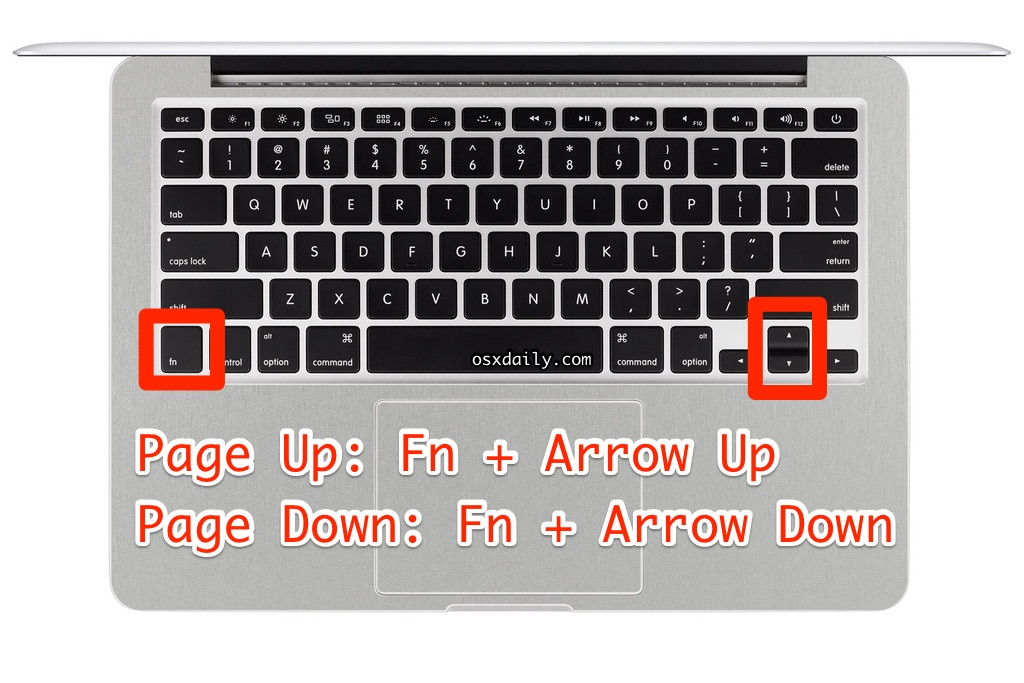 esc F1 F2 F3 F4 F5 F6 F7 F8 F9 F10 F11 F12
~ ! @ # $ % ^ & * ( ) _ +
` 1 2 3 4 5 6 7 8 9 0 - = delete
tab Q W E R T Y U I O P { [ } ] | \
caps lock A S D F G H J K L : ; " ' enter return
shift Z X C V B N M < , > . ? / shift
fn ntrol alt option ⌘ command osxdaily.com ⌘ command alt option
Page Up: Fn + Arrow Up
Page Down: Fn + Arrow Down